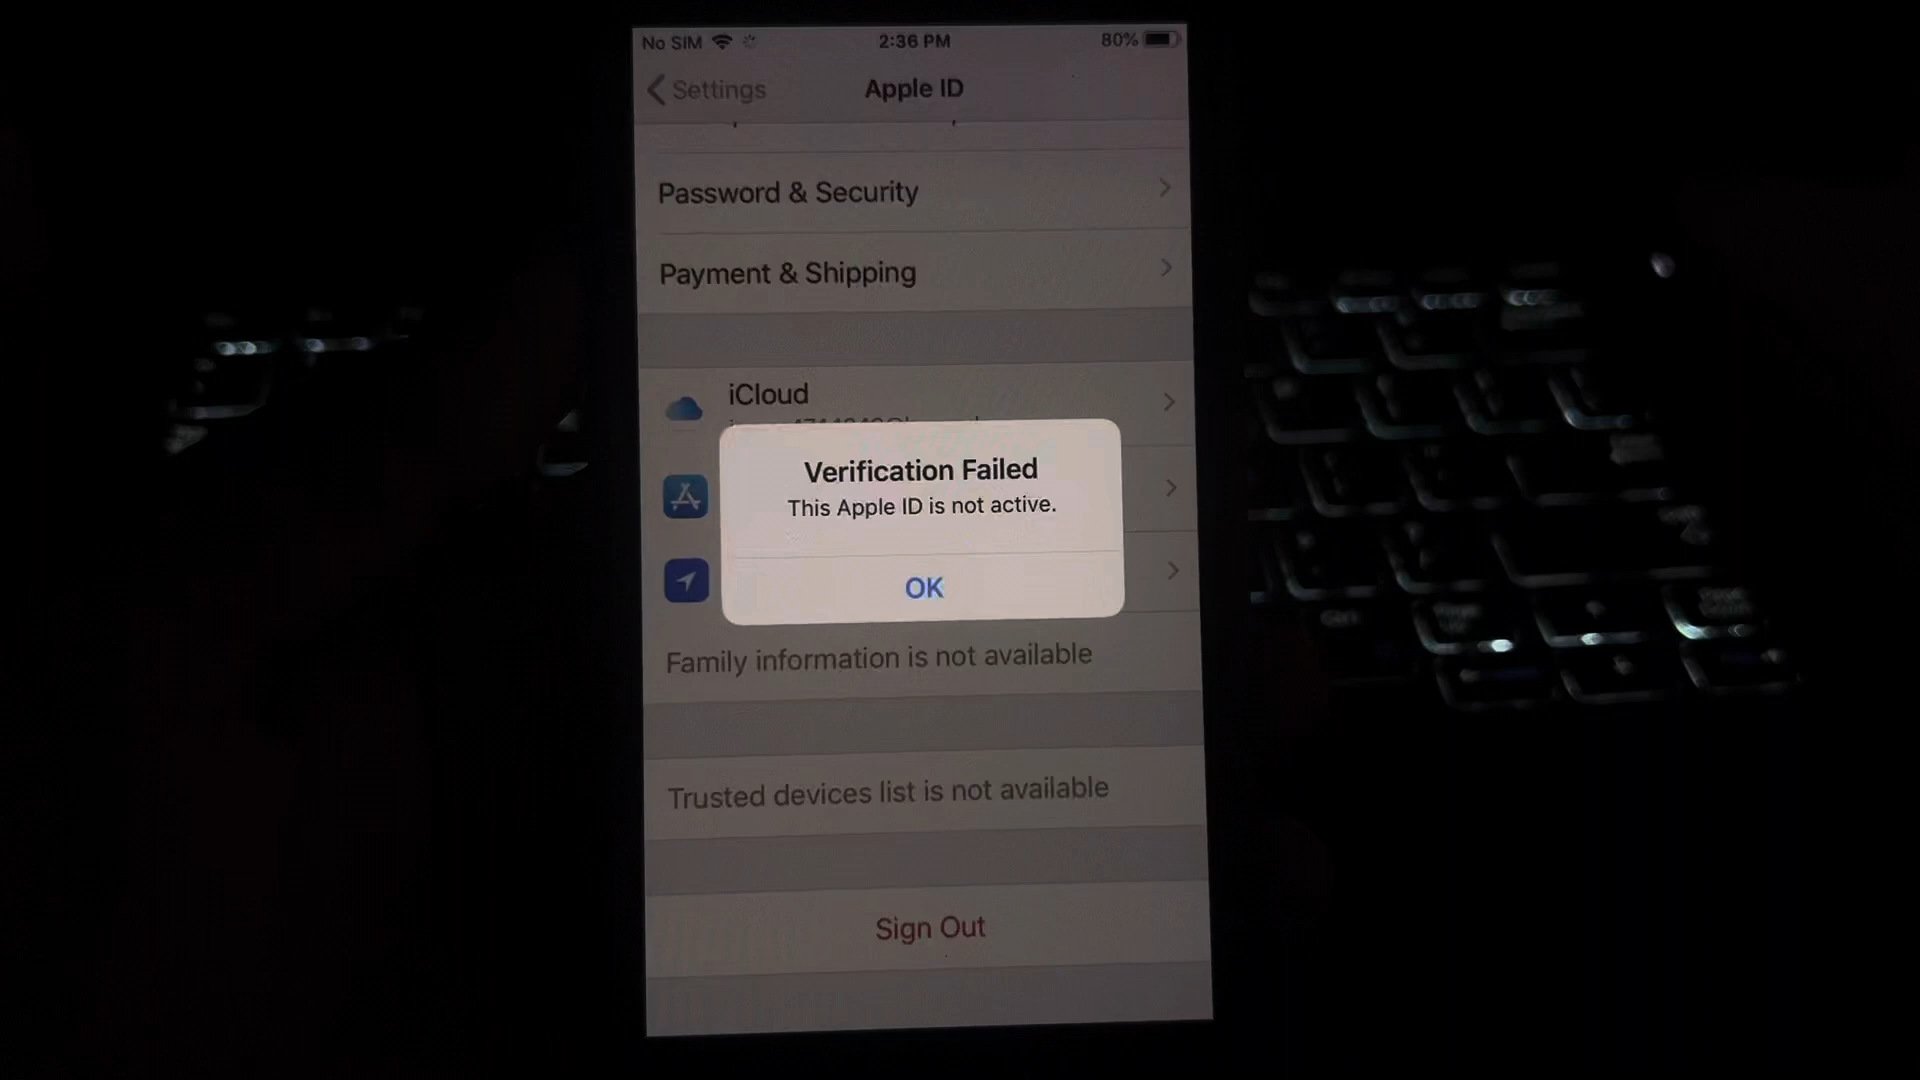 No SIM 2:36 PM 80%
Settings Apple ID
Password & Security
Payment & Shipping
iCloud
Verification Failed
This Apple ID is not active.
OK
Family information is not available
Trusted devices list is not available
Sign Out